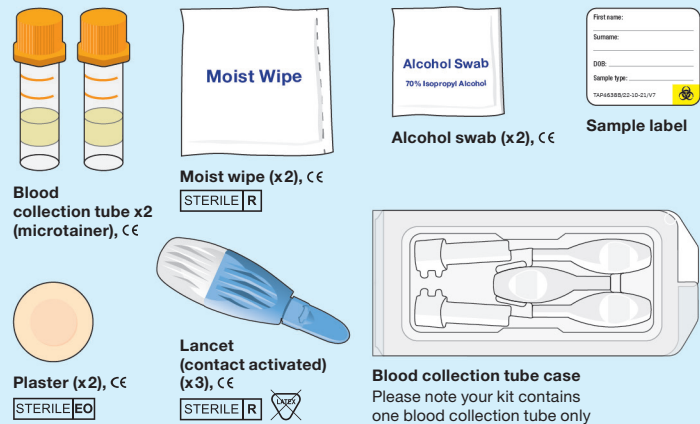 Moist Wipe
Alcohol Swab
70% Isopropyl Alcohol
First name:
Surname:
DOB:
Sample type:
TAP4638BB/22-10-21/V7
Blood
collection tube x2
(microtainer), CE
Moist wipe (x2), CE
STERILE R
Alcohol swab (x2), CE
Sample label
Plaster (x2), CE
STERILE EO
Lancet
(contact activated)
(x3), CE
STERILE R
LATEX
Blood collection tube case
Please note your kit contains
one blood collection tube only